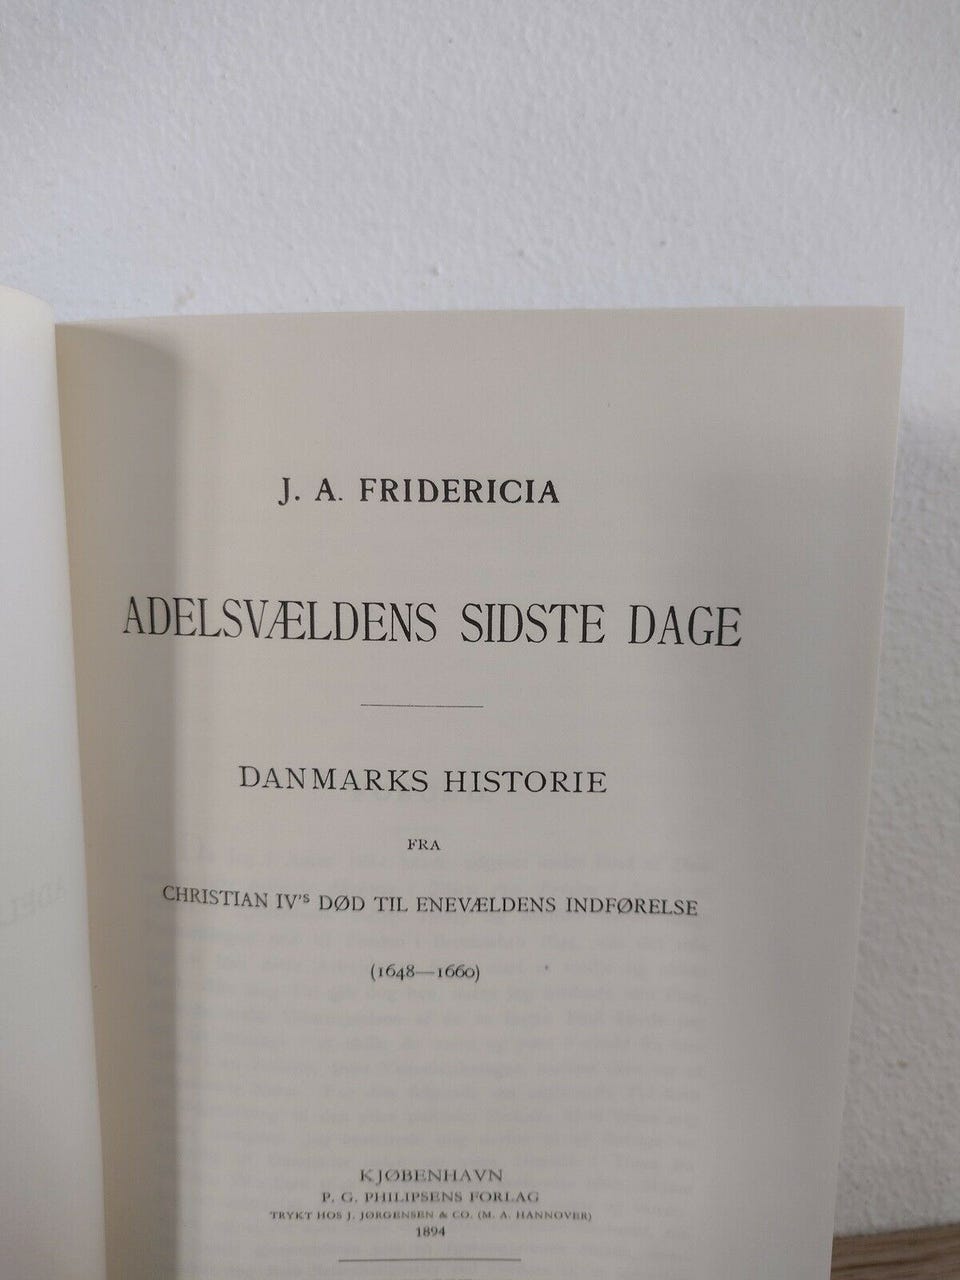 J. A. FRIDERICIA
ADELSVÆLDENS SIDSTE DAGE
DANMARKS HISTORIE
FRA
CHRISTIAN IV'S DØD TIL ENEVÆLDENS INDFØRELSE
(1648—1660)
KJØBENHAVN
P. G. PHILIPSENS FORLAG
TRYKT HOS J. JØRGENSEN & CO. (M. A. HANNOVER)
1894